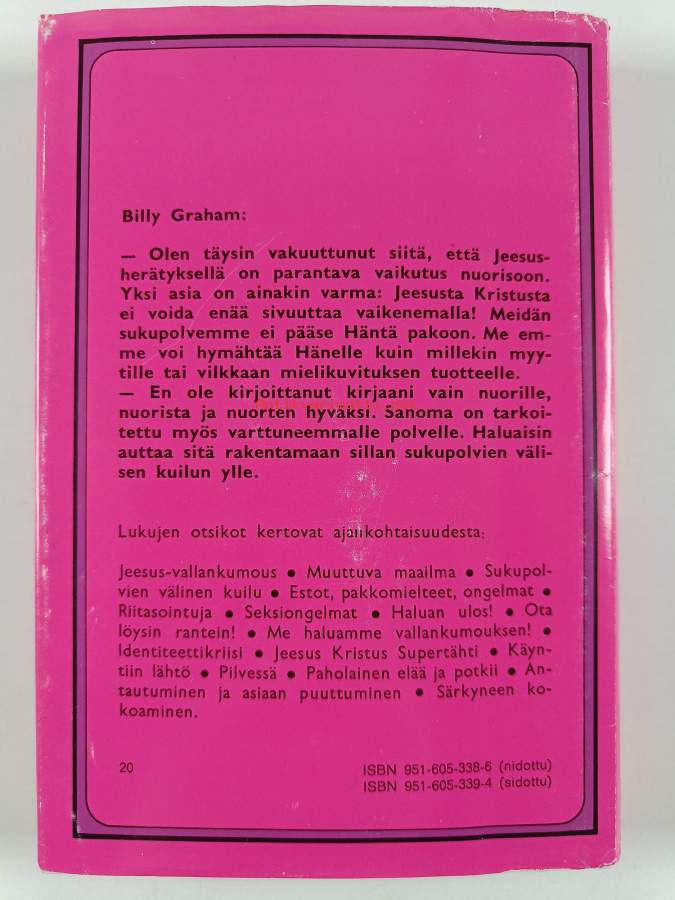 Billy Graham:
— Olen täysin vakuuttunut siitä, että Jeesus-
herätyksellä on parantava vaikutus nuorisoon.
Yksi asia on ainakin varma: Jeesusta Kristusta
ei voida enää sivuuttaa vaikenemalla! Meidän
sukupolvemme ei pääse Häntä pakoon. Me em-
me voi hymähtää Hänelle kuin millekin myy-
tille tai vilkkaan mielikuvituksen tuotteelle.
— En ole kirjoittanut kirjaani vain nuorille,
nuorista ja nuorten hyväksi. Sanoma on tarkoi-
tettu myös varttuneemmalle polvelle. Haluaisin
auttaa sitä rakentamaan sillan sukupolvien väli-
sen kuilun ylle.
Lukujen otsikot kertovat ajankohtaisuudesta:
Jeesus-vallankumous • Muuttuva maailma • Sukupol-
vien välinen kuilu • Estot, pakkomielteet, ongelmat •
Riitasointuja • Seksiongelmat • Haluan ulos! • Ota
löysin rantein! • Me haluamme vallankumouksen! •
Identiteettikriisi • Jeesus Kristus Supertähti • Käyn-
tiin lähtö • Pilvessä • Paholainen elää ja potkii • An-
tautuminen ja asiaan puuttuminen • Särkyneen ko-
koaminen.
20
ISBN 951-605-338-6 (nidottu)
ISBN 951-605-339-4 (sidottu)